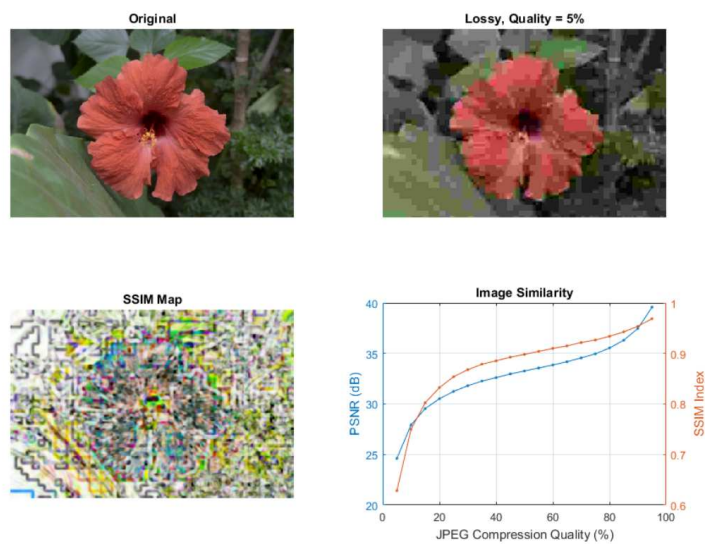 Original
Lossy, Quality = 5%
SSIM Map
Image Similarity
40
35
30
25
20
PSNR (dB)
1
0.9
0.8
0.7
0.6
SSIM Index
0 20 40 60 80 100
JPEG Compression Quality (%)